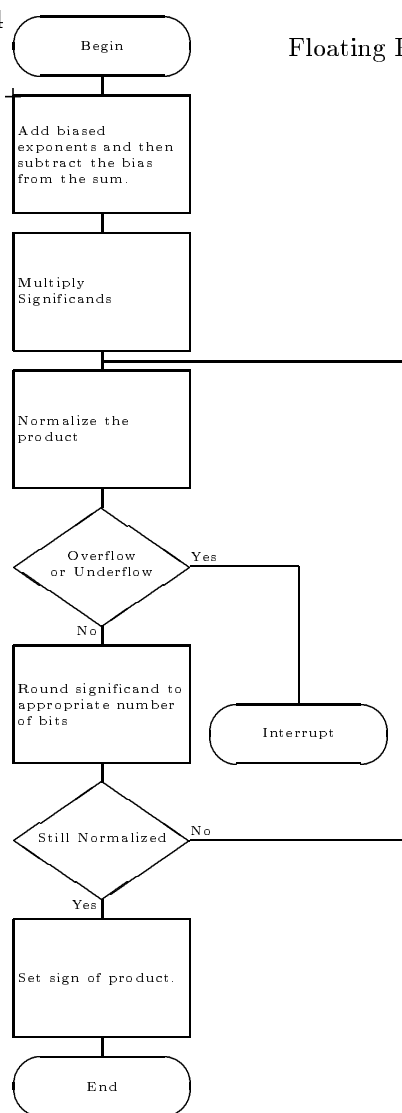 4
Floating
Begin
Add biased
exponents and then
subtract the bias
from the sum.
Multiply
Significands
Normalize the
product
Overflow
or Underflow
Yes
No
Round significand to
appropriate number
of bits
Interrupt
Still Normalized
No
Yes
Set sign of product.
End